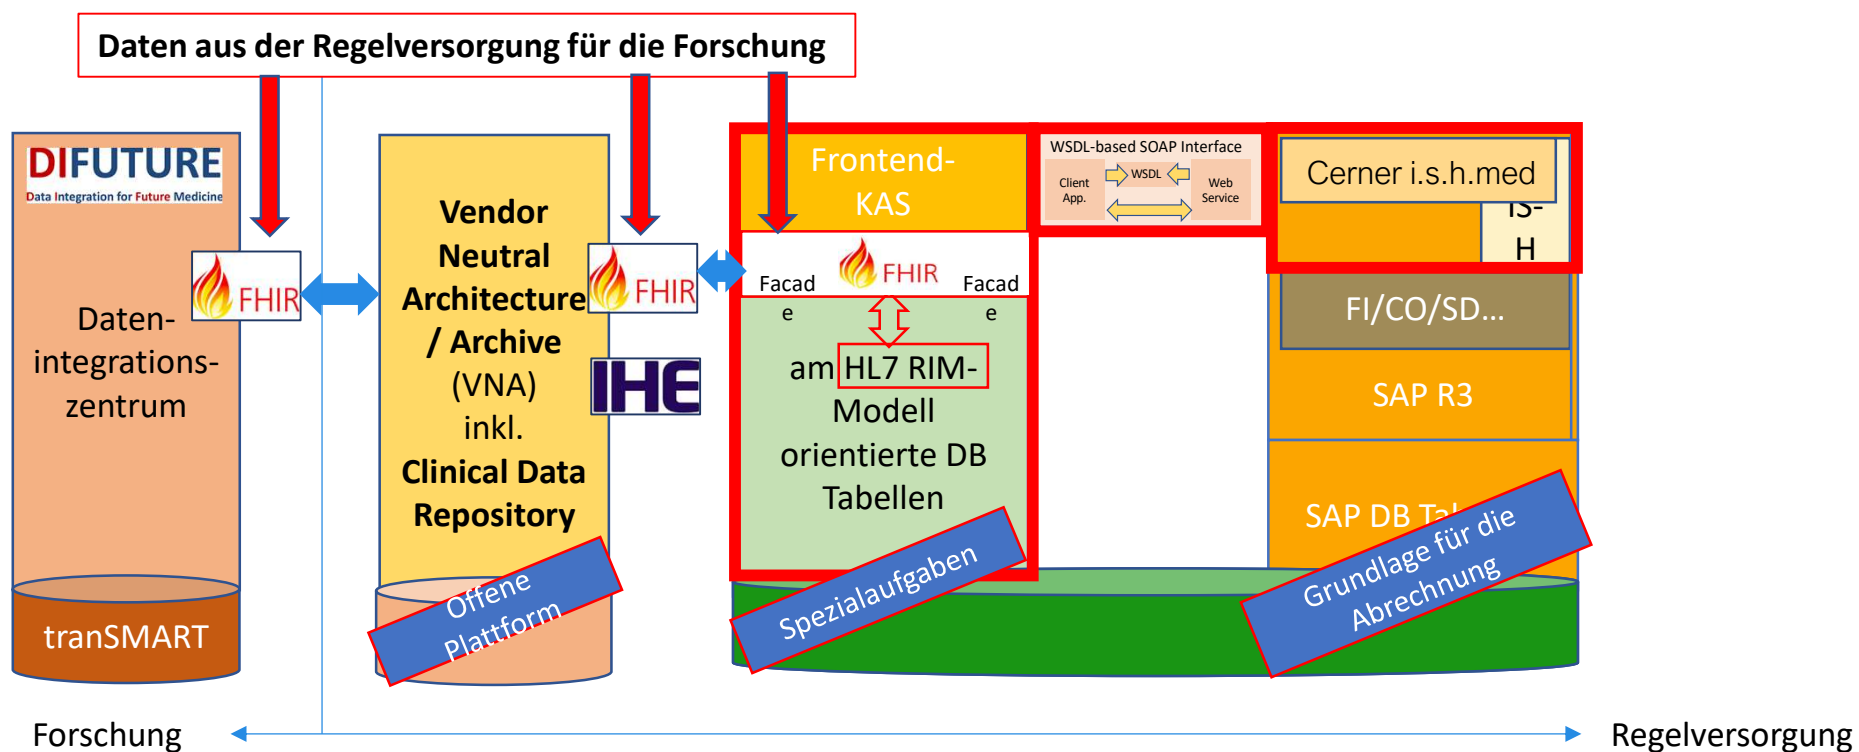 Daten aus der Regelversorgung für die Forschung
DIFUTURE
Data Integration for Future Medicine
FHIR
Daten-
integrations-
zentrum
tranSMART
Vendor
Neutral
Architecture
/ Archive
(VNA)
inkl.
Clinical Data
Repository
FHIR
IHE
Offene
Plattform
Frontend-
KAS
Facad
e
FHIR
Facad
e
am HL7 RIM-
Modell
orientierte DB
Tabellen
Spezialaufgaben
WSDL-based SOAP Interface
Client
App.
WSDL
Web
Service
Cerner i.s.h.med
IS-
H
FI/CO/SD...
SAP R3
SAP DB
Grundlage für die
Abrechnung
Forschung
Regelversorgung